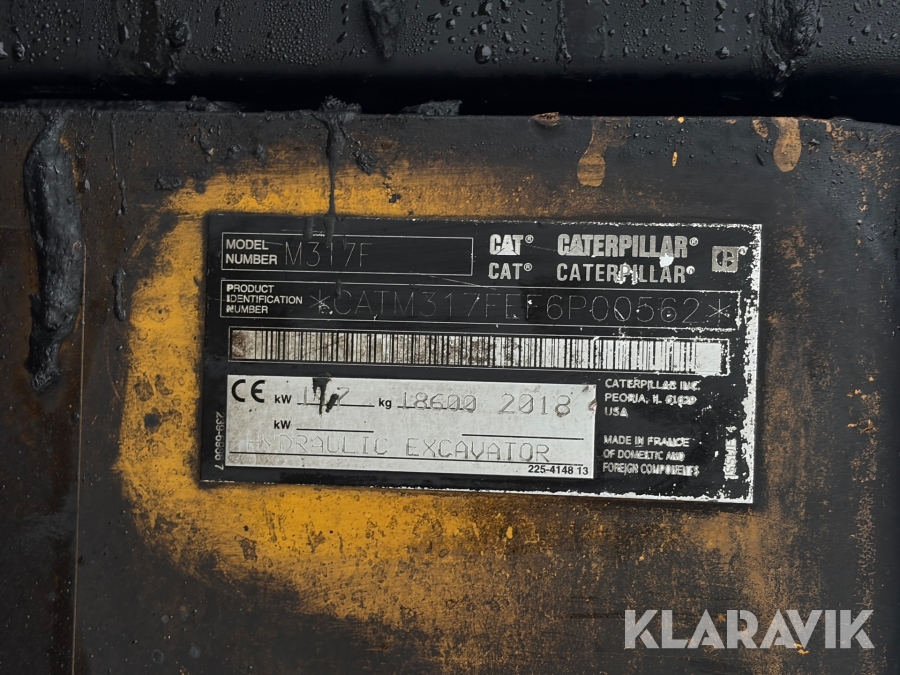 MODEL NUMBER M317F
CAT® CATERPILLAR®
CAT® CATERPILLAR®
PRODUCT IDENTIFICATION NUMBER *CATM317FEF6P00562*
CE kW kg 18600 2018
kW
HYDRAULIC EXCAVATOR
225-4148 13
CATERPILLAR INC.
PEORIA, IL
USA
MADE IN FRANCE
OF DOMESTIC AND
FOREIGN COMPONENTS
KLARAVIK